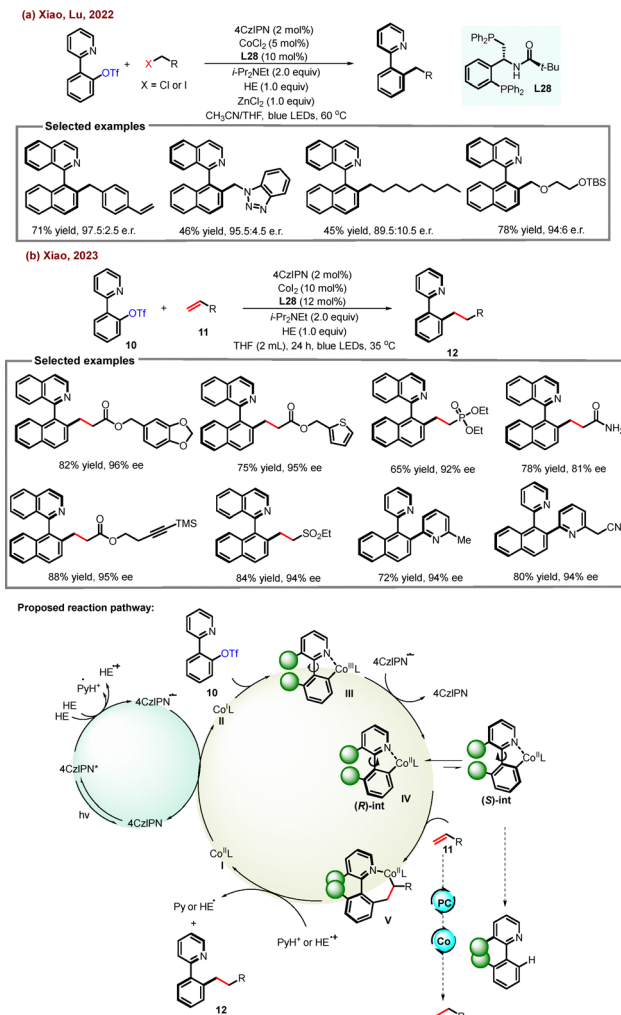 (a) Xiao, Lu, 2022
4CzIPN (2 mol%)
CoCl2 (5 mol%)
L28 (10 mol%)
i-Pr2NEt (2.0 equiv)
HE (1.0 equiv)
ZnCl2 (1.0 equiv)
CH3CN/THF, blue LEDs, 60 °C
N
OTf
+
X
R
X = Cl or I
N
R
Ph2P
O
N
H
t-Bu
PPh2
L28
Selected examples
N
71% yield, 97.5:2.5 e.r.
N
N
N
N
46% yield, 95.5:4.5 e.r.
N
45% yield, 89.5:10.5 e.r.
N
O
OTBS
78% yield, 94:6 e.r.
(b) Xiao, 2023
4CzIPN (2 mol%)
CoI2 (10 mol%)
L28 (12 mol%)
i-Pr2NEt (2.0 equiv)
HE (1.0 equiv)
THF (2 mL), 24 h, blue LEDs, 35 °C
N
OTf
10
+
R
11
N
R
12
Selected examples
N
O
O
O
O
82% yield, 96% ee
N
O
O
S
75% yield, 95% ee
N
O
P
OEt
OEt
65% yield, 92% ee
N
O
NH2
78% yield, 81% ee
N
O
O
TMS
88% yield, 95% ee
N
SO2Et
84% yield, 94% ee
N
N
Me
72% yield, 94% ee
N
N
CN
80% yield, 94% ee
Proposed reaction pathway:
N
OTf
10
N
CoIIIL
III
4CzIPN•−
4CzIPN
HE•+
PyH+
HE
HE
4CzIPN•−
CoIL
II
4CzIPN*
hν
4CzIPN
N
CoIIL
(R)-int
IV
N
CoIIL
(S)-int
CoIIL
I
R
11
N
CoIIL
R
V
Py or HE•
+
PyH+ or HE•+
PC
Co
N
R
12
N
H
R